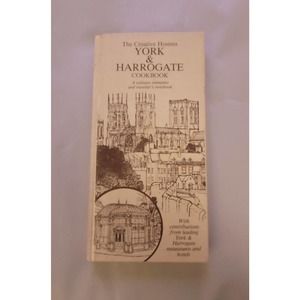 The Creative Hostess
YORK
&
HARROGATE
COOKBOOK
A culinary memento
and traveller's notebook
With
contributions
from leading
York &
Harrogate
restaurants and
hotels